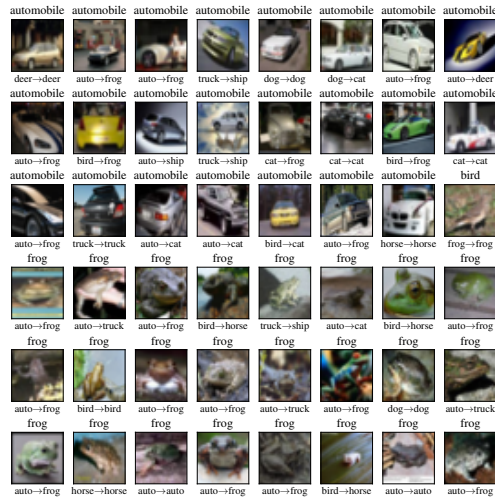 automobile automobile automobile automobile automobile automobile automobile automobile
deer→deer auto→frog auto→frog truck→ship dog→dog dog→cat auto→frog auto→deer
automobile automobile automobile automobile automobile automobile automobile automobile
auto→frog bird→frog auto→ship truck→ship cat→frog cat→cat bird→frog cat→cat
automobile automobile automobile automobile automobile automobile automobile bird
auto→frog truck→truck auto→cat auto→cat bird→cat auto→frog horse→horse frog→frog
frog frog frog frog frog frog frog frog
auto→frog auto→truck auto→frog bird→horse truck→ship auto→cat bird→horse auto→frog
frog frog frog frog frog frog frog frog
auto→frog bird→bird auto→frog auto→frog auto→truck auto→frog dog→dog auto→truck
frog frog frog frog frog frog frog frog
auto→frog horse→horse auto→auto auto→frog auto→frog bird→horse auto→auto auto→frog